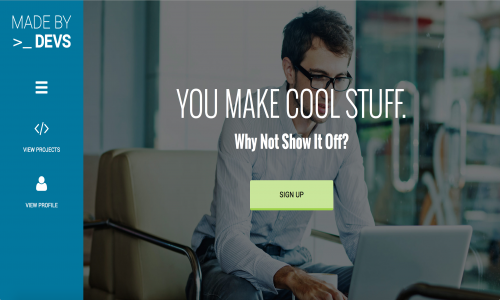 MADE BY
>_ DEVS
VIEW PROJECTS
VIEW PROFILE
YOU MAKE COOL STUFF.
Why Not Show It Off?
SIGN UP